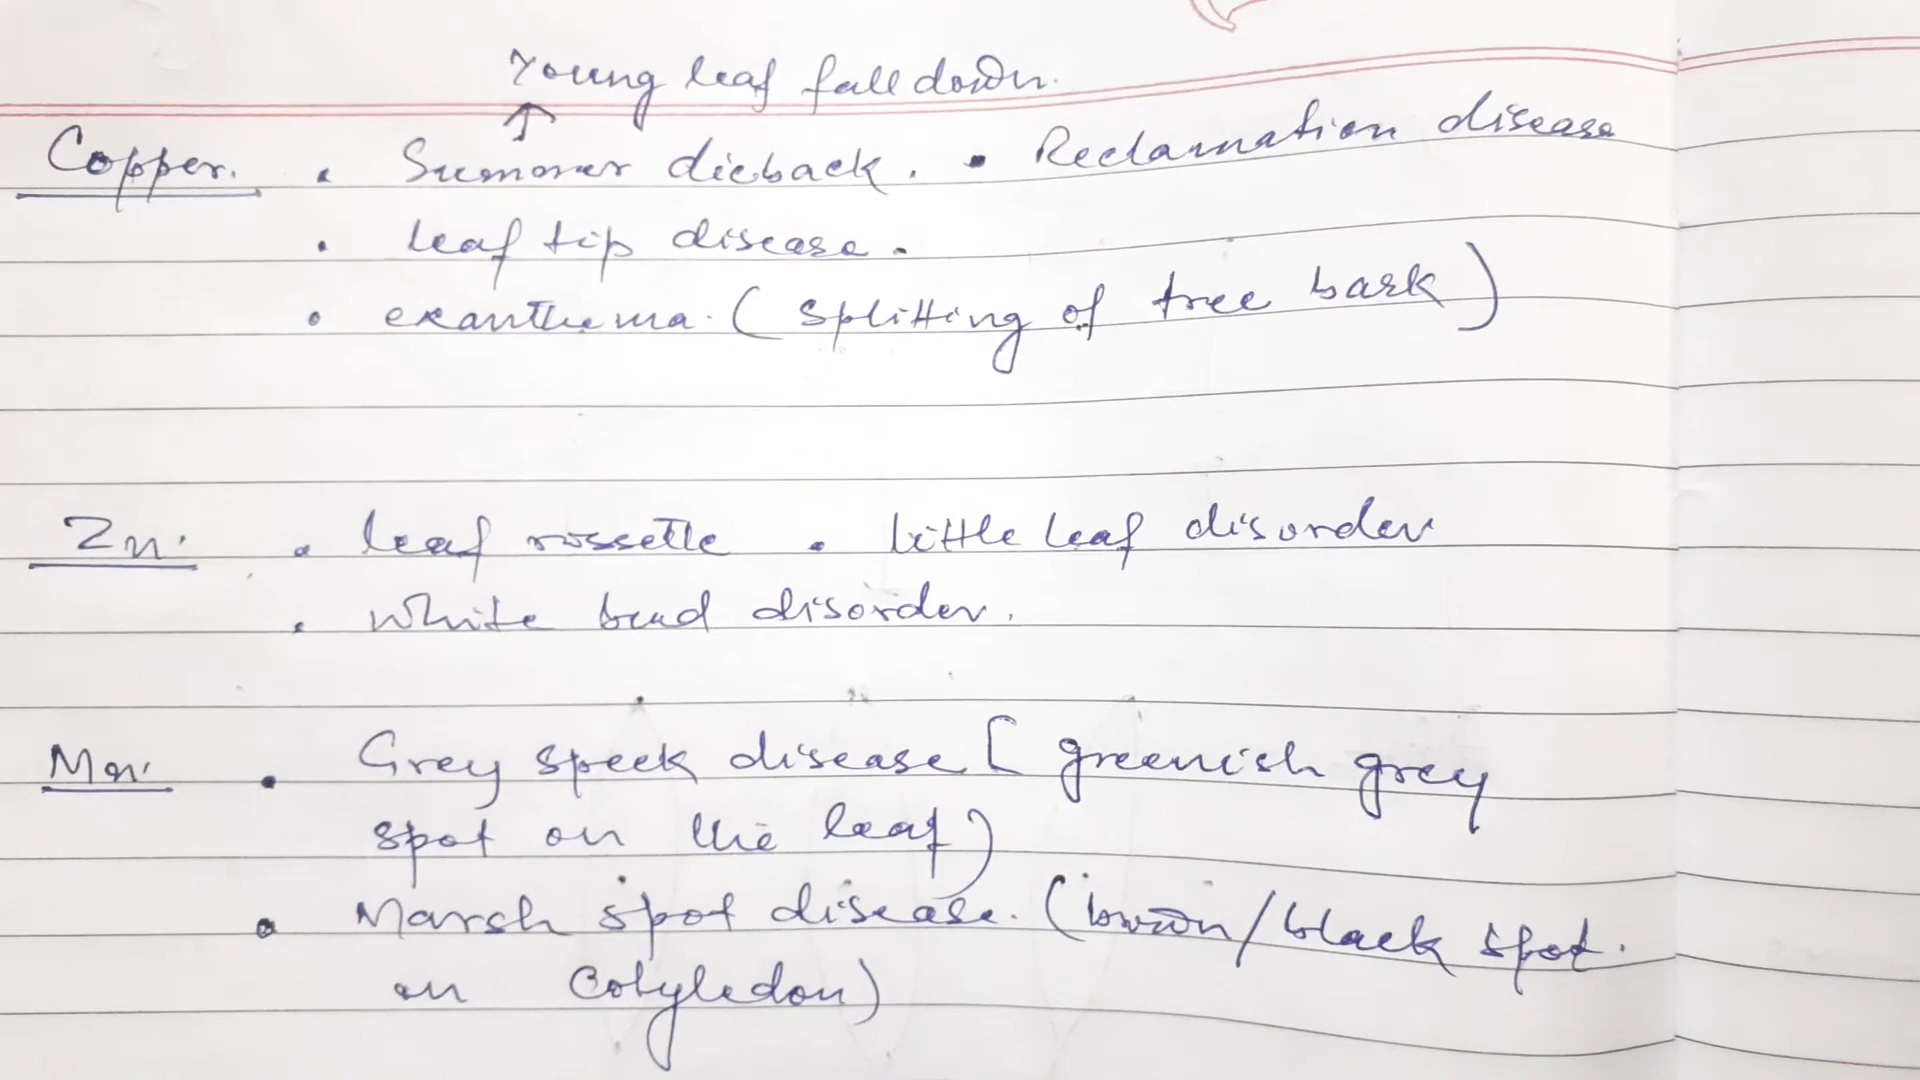 Young leaf fall down.
↑
Copper. • Summer dieback. • Reclamation disease
• leaf tip disease.
• exanthema. ( splitting of tree bark )
Zn. • leaf rossette • little leaf disorder
• White bud disorder.
Mn. • Grey speek disease [ greenish grey
spot on the leaf)
• Marsh spot disease. (brown/black spot.
on Cotyledon)